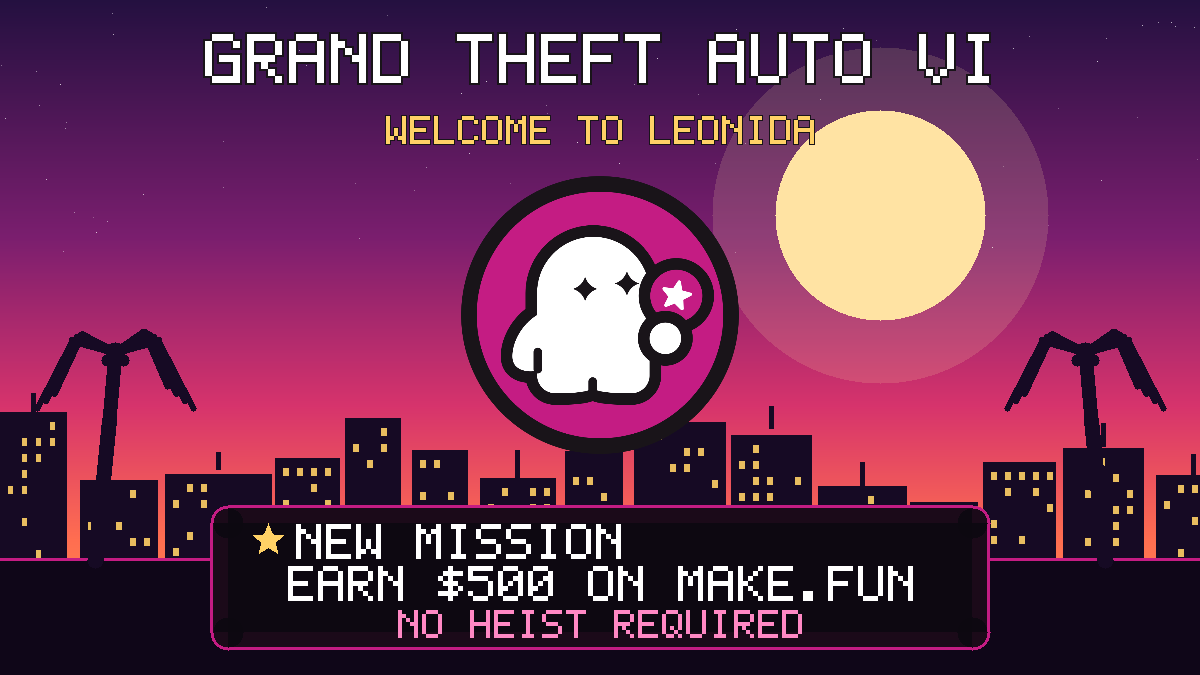 GRAND THEFT AUTO VI
WELCOME TO LEONIDA
NEW MISSION
EARN $500 ON MAKE.FUN
NO HEIST REQUIRED